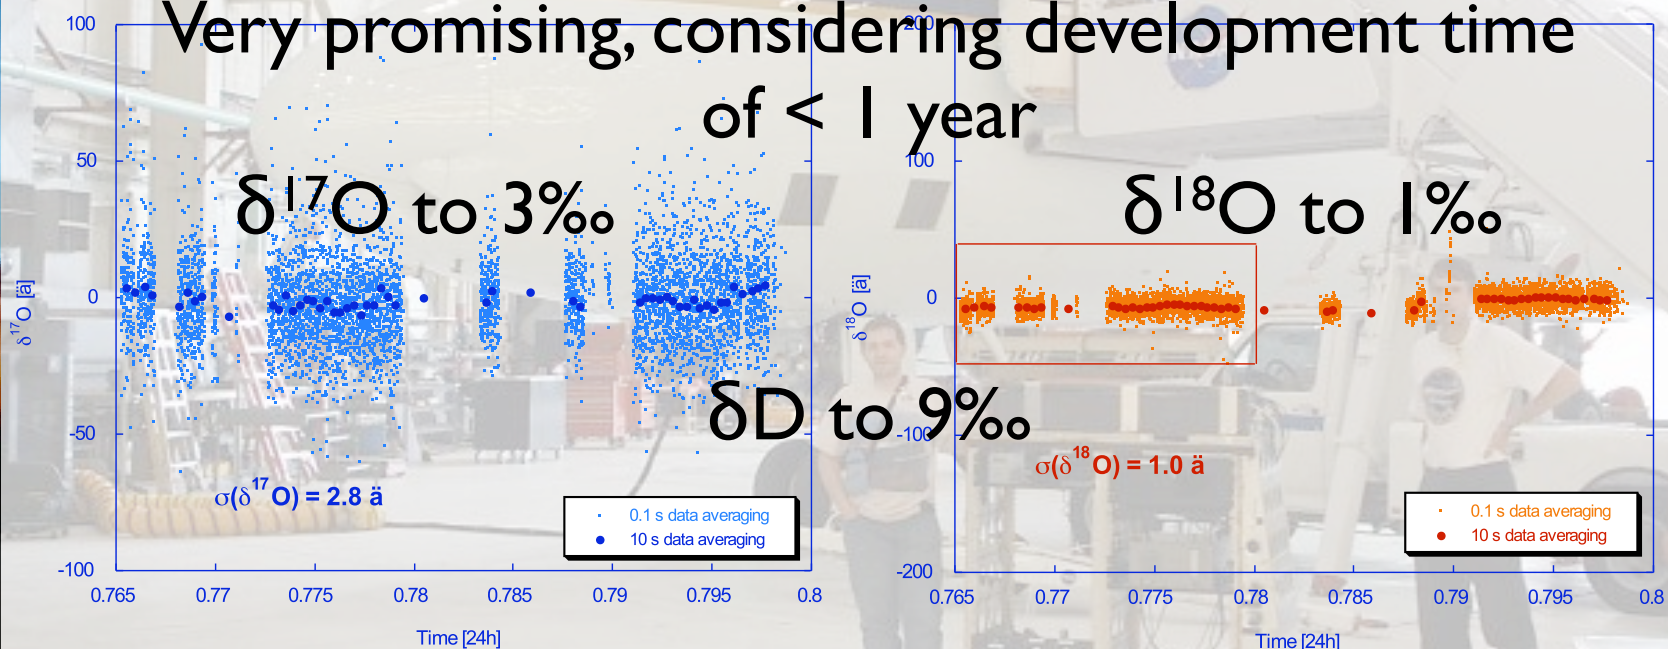 Very promising, considering development time
of < 1 year
δ¹⁷O to 3‰
δ¹⁸O to 1‰
δD to 9‰
100
50
0
-50
-100
δ¹⁷O [ä]
σ(δ¹⁷O) = 2.8 ä
0.1 s data averaging
10 s data averaging
0.765 0.77 0.775 0.78 0.785 0.79 0.795 0.8
Time [24h]
200
100
0
-100
-200
δ¹⁸O [ä]
σ(δ¹⁸O) = 1.0 ä
0.1 s data averaging
10 s data averaging
0.765 0.77 0.775 0.78 0.785 0.79 0.795 0.8
Time [24h]